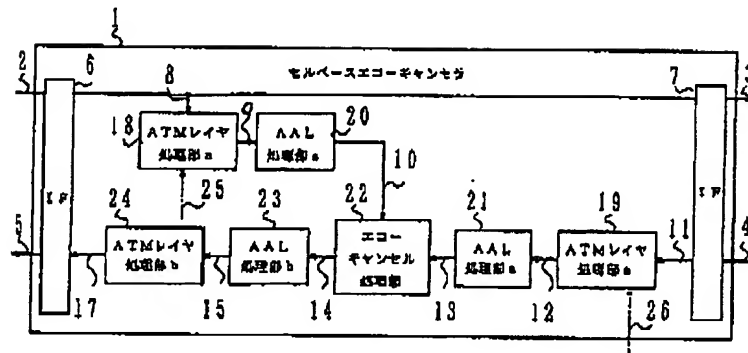 1
セルベースエコーキャンセラ
2
6
8
7
3
18
ATMレイヤ
処理部a
9
AAL
処理部a
20
10
IF
25
22
IF
24
ATMレイヤ
処理部b
23
AAL
処理部b
エコー
キャンセル
処理部
21
AAL
処理部a
19
ATMレイヤ
処理部a
11
5
4
17
15
14
13
12
26